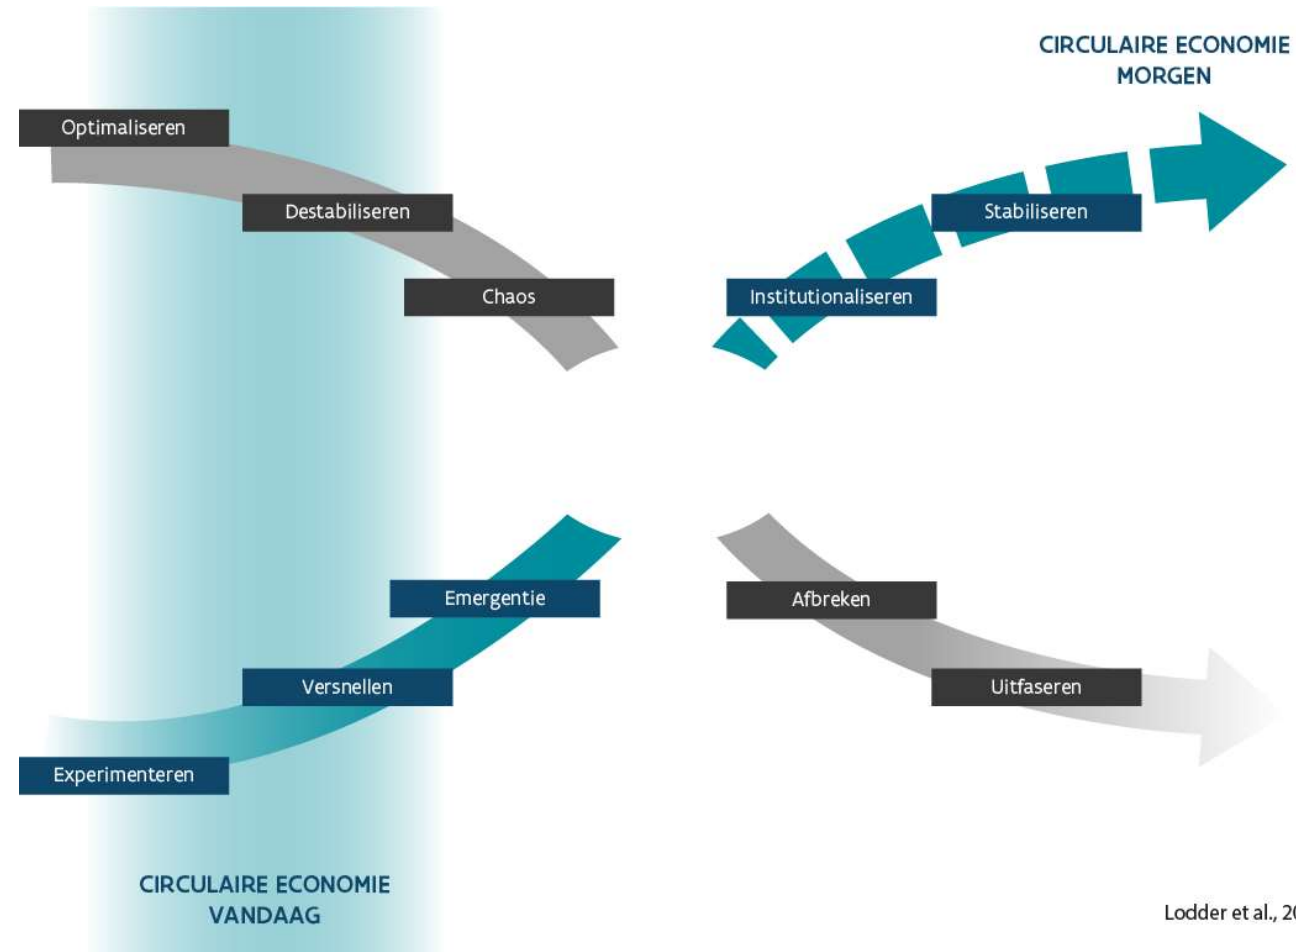 CIRCULAIRE ECONOMIE
MORGEN
Optimaliseren
Destabiliseren
Stabiliseren
Chaos
Institutionaliseren
Emergentie
Afbreken
Versnellen
Uitfaseren
Experimenteren
CIRCULAIRE ECONOMIE
VANDAAG
Lodder et al.,